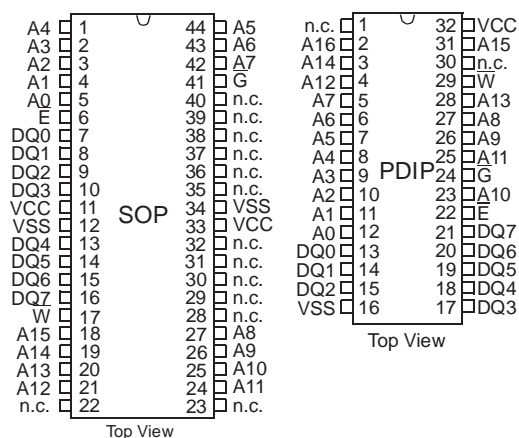 A4 1 44 A5
A3 2 43 A6
A2 3 42 A7
A1 4 41 G̅
A0 5 40 n.c.
E̅ 6 39 n.c.
DQ0 7 38 n.c.
DQ1 8 37 n.c.
DQ2 9 36 n.c.
DQ3 10 35 n.c.
VCC 11 34 VSS
SOP
VSS 12 33 VCC
DQ4 13 32 n.c.
DQ5 14 31 n.c.
DQ6 15 30 n.c.
DQ7 16 29 n.c.
W̅ 17 28 n.c.
A15 18 27 A8
A14 19 26 A9
A13 20 25 A10
A12 21 24 A11
n.c. 22 23 n.c.
Top View
n.c. 1 32 VCC
A16 2 31 A15
A14 3 30 n.c.
A12 4 29 W̅
A7 5 28 A13
A6 6 27 A8
A5 7 26 A9
A4 8 25 A11
PDIP
A3 9 24 G̅
A2 10 23 A10
A1 11 22 E̅
A0 12 21 DQ7
DQ0 13 20 DQ6
DQ1 14 19 DQ5
DQ2 15 18 DQ4
VSS 16 17 DQ3
Top View